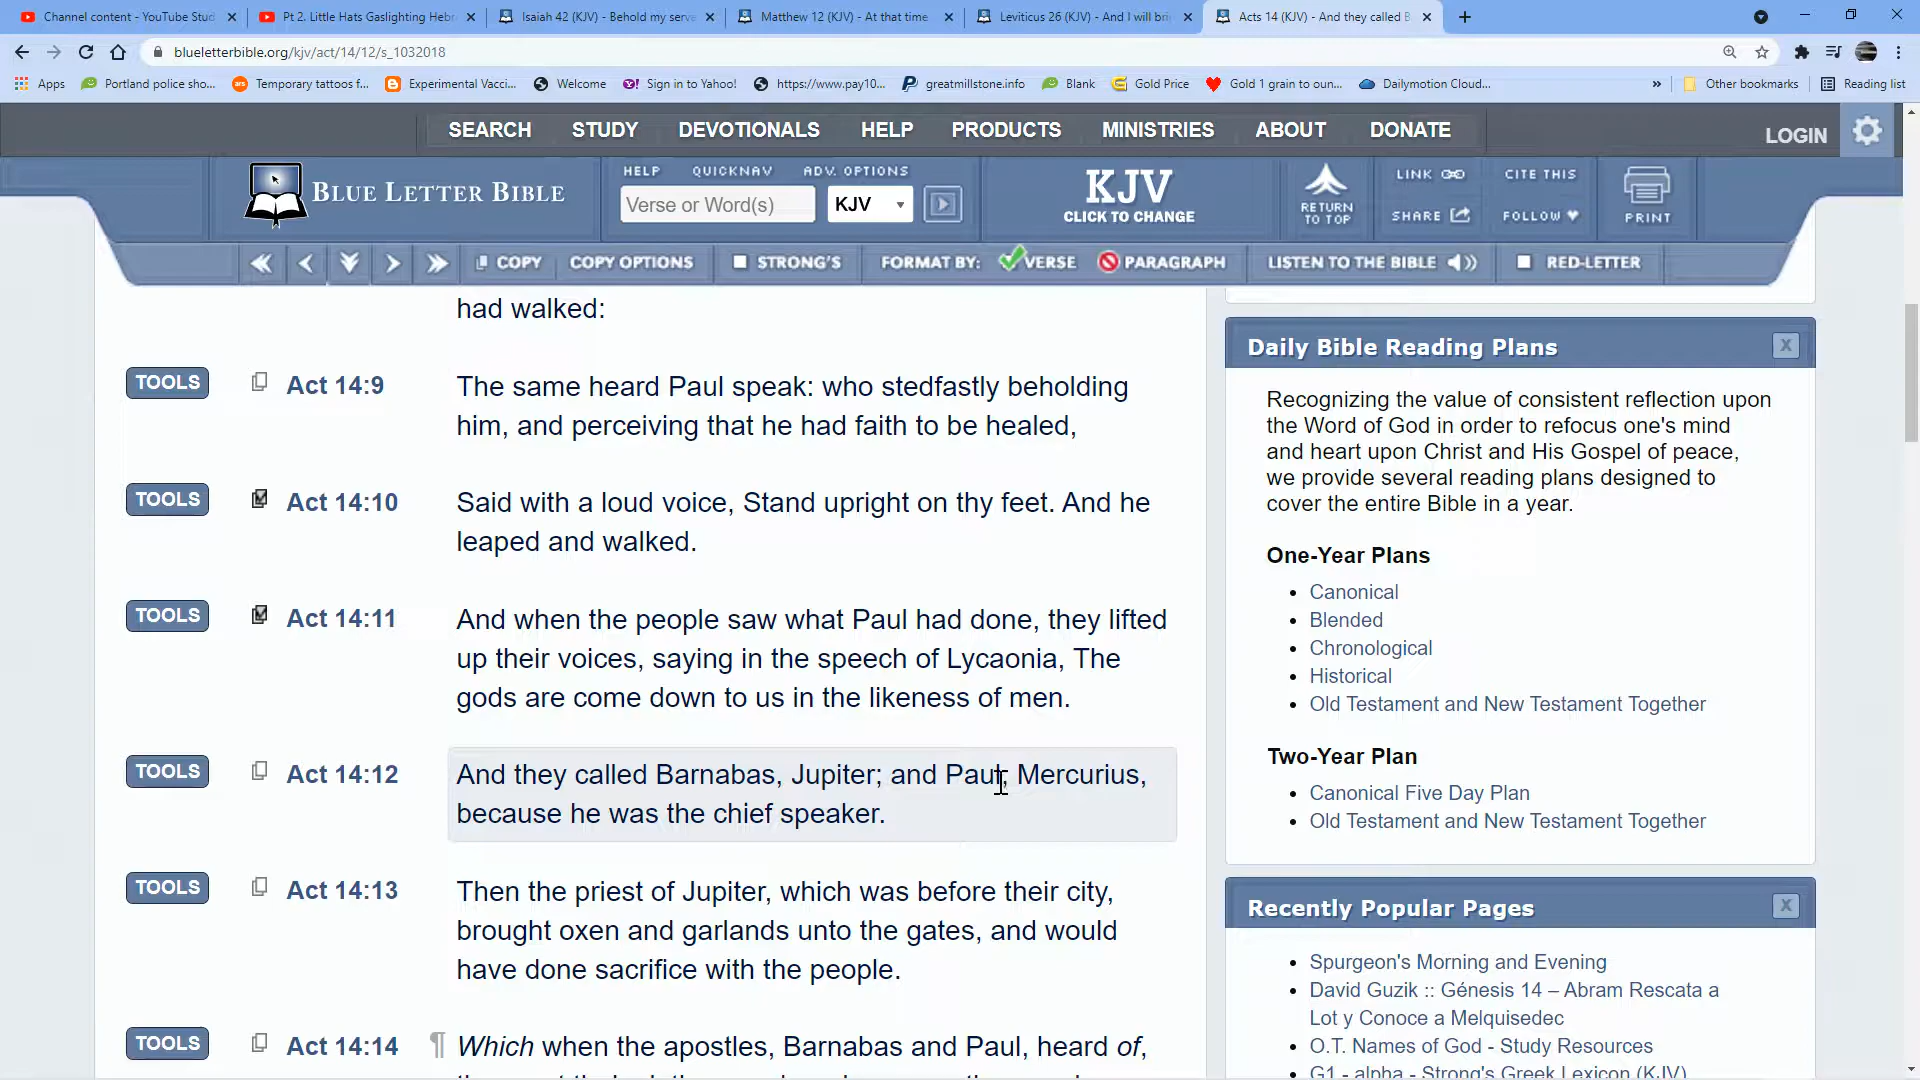 Channel content - YouTube Stud
Pt 2. Little Hats Gaslighting Hebr
Isaiah 42 (KJV) - Behold my serva
Matthew 12 (KJV) - At that time
Leviticus 26 (KJV) - And I will bri
Acts 14 (KJV) - And they called B
blueletterbible.org/kjv/act/14/12/s_1032018
Apps
Portland police sho...
Temporary tattoos f...
Experimental Vacci...
Welcome
Sign in to Yahoo!
https://www.pay10...
greatmillstone.info
Blank
Gold Price
Gold 1 grain to oun...
Dailymotion Cloud...
»
Other bookmarks
Reading list
SEARCH STUDY DEVOTIONALS HELP PRODUCTS MINISTRIES ABOUT DONATE
LOGIN
BLUE LETTER BIBLE
HELP QUICKNAV ADV. OPTIONS
Verse or Word(s)
KJV
KJV
CLICK TO CHANGE
RETURN
TO TOP
LINK
CITE THIS
SHARE
FOLLOW
PRINT
COPY
COPY OPTIONS
STRONG'S
FORMAT BY:
VERSE
PARAGRAPH
LISTEN TO THE BIBLE
RED-LETTER
had walked:
TOOLS Act 14:9 The same heard Paul speak: who stedfastly beholding
him, and perceiving that he had faith to be healed,
TOOLS Act 14:10 Said with a loud voice, Stand upright on thy feet. And he
leaped and walked.
TOOLS Act 14:11 And when the people saw what Paul had done, they lifted
up their voices, saying in the speech of Lycaonia, The
gods are come down to us in the likeness of men.
TOOLS Act 14:12 And they called Barnabas, Jupiter; and Paul, Mercurius,
because he was the chief speaker.
TOOLS Act 14:13 Then the priest of Jupiter, which was before their city,
brought oxen and garlands unto the gates, and would
have done sacrifice with the people.
TOOLS Act 14:14 ¶ Which when the apostles, Barnabas and Paul, heard of,
Daily Bible Reading Plans
X
Recognizing the value of consistent reflection upon
the Word of God in order to refocus one's mind
and heart upon Christ and His Gospel of peace,
we provide several reading plans designed to
cover the entire Bible in a year.
One-Year Plans
• Canonical
• Blended
• Chronological
• Historical
• Old Testament and New Testament Together
Two-Year Plan
• Canonical Five Day Plan
• Old Testament and New Testament Together
Recently Popular Pages
X
• Spurgeon's Morning and Evening
• David Guzik :: Génesis 14 – Abram Rescata a
Lot y Conoce a Melquisedec
• O.T. Names of God - Study Resources
• G1 - alpha - Strong's Greek Lexicon (KJV)